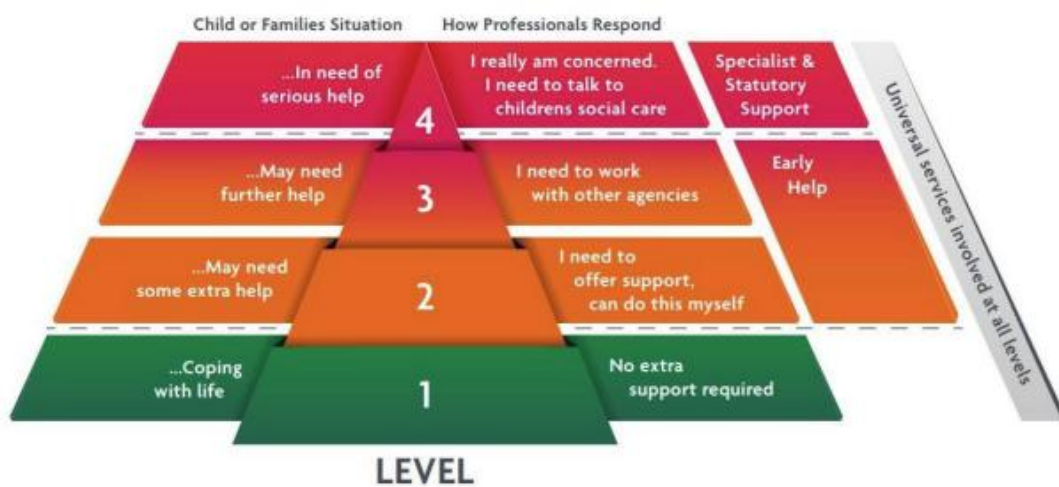 Child or Families Situation
How Professionals Respond
...In need of
serious help
4
I really am concerned.
I need to talk to
childrens social care
Specialist &
Statutory
Support
...May need
further help
3
I need to work
with other agencies
Early
Help
...May need
some extra help
2
I need to
offer support,
can do this myself
...Coping
with life
1
No extra
support required
Universal services involved at all levels
LEVEL